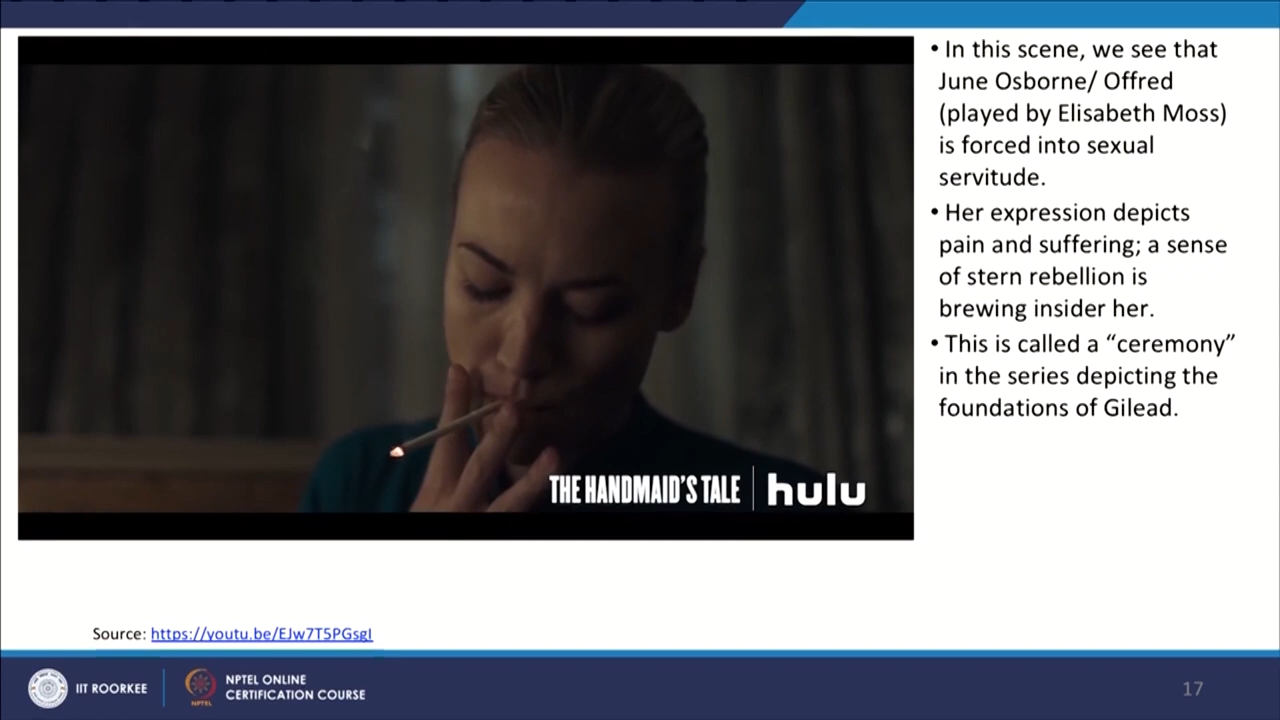 • In this scene, we see that
June Osborne/ Offred
(played by Elisabeth Moss)
is forced into sexual
servitude.
• Her expression depicts
pain and suffering; a sense
of stern rebellion is
brewing insider her.
• This is called a “ceremony”
in the series depicting the
foundations of Gilead.
THE HANDMAID'S TALE | hulu
Source: https://youtu.be/EJw7T5PGsgI
IIT ROORKEE
NPTEL
NPTEL ONLINE
CERTIFICATION COURSE
17